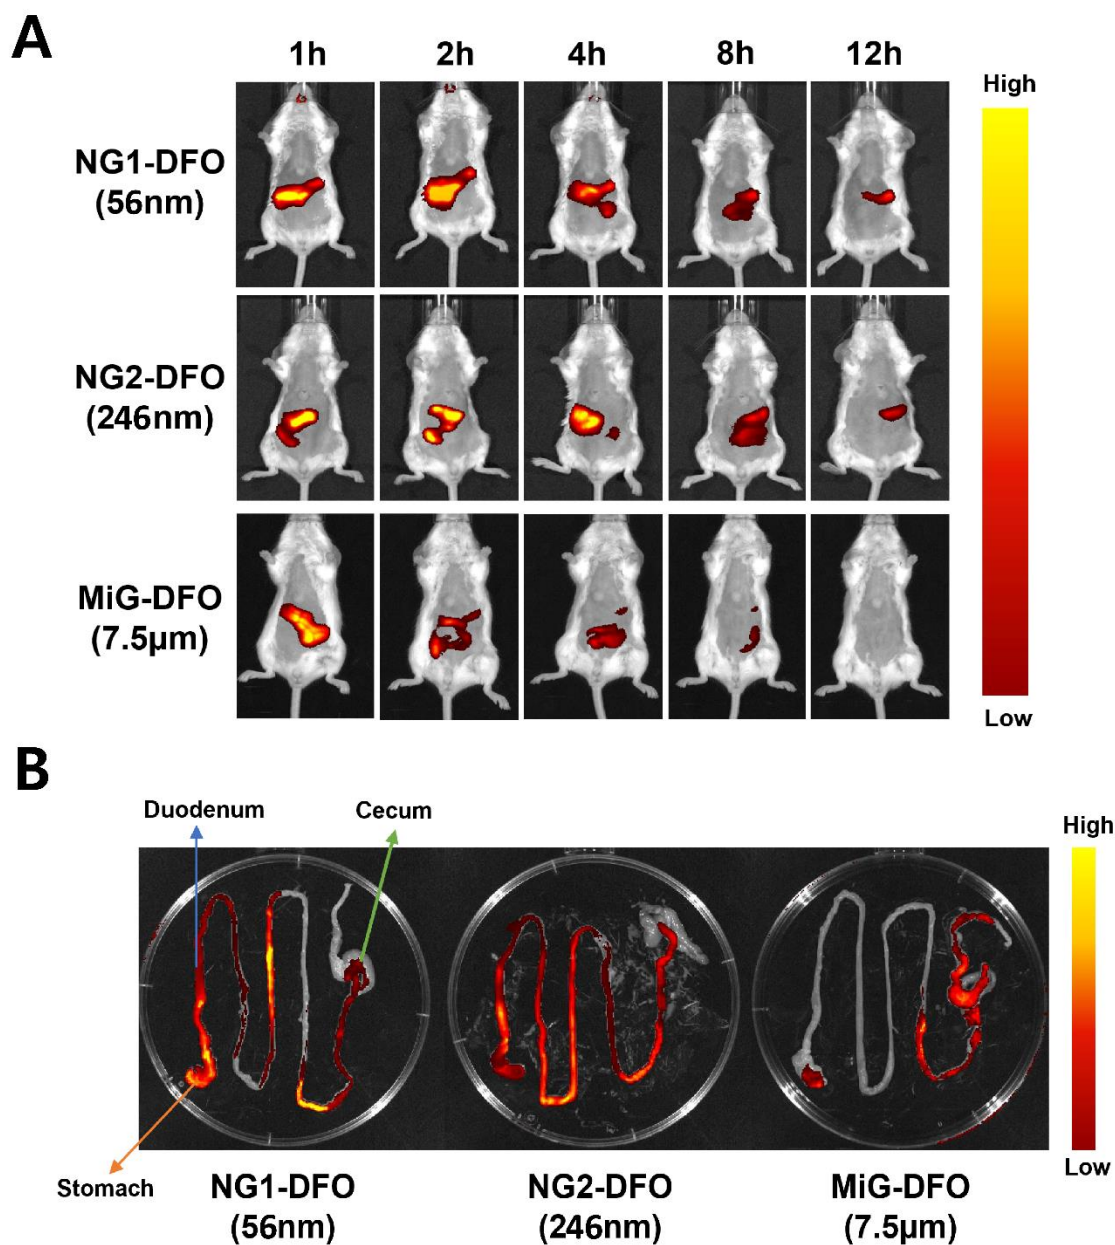 A
1h 2h 4h 8h 12h
High
NG1-DFO
(56nm)
NG2-DFO
(246nm)
MiG-DFO
(7.5μm)
Low
B
Duodenum
Cecum
High
Stomach
Low
NG1-DFO
(56nm)
NG2-DFO
(246nm)
MiG-DFO
(7.5μm)